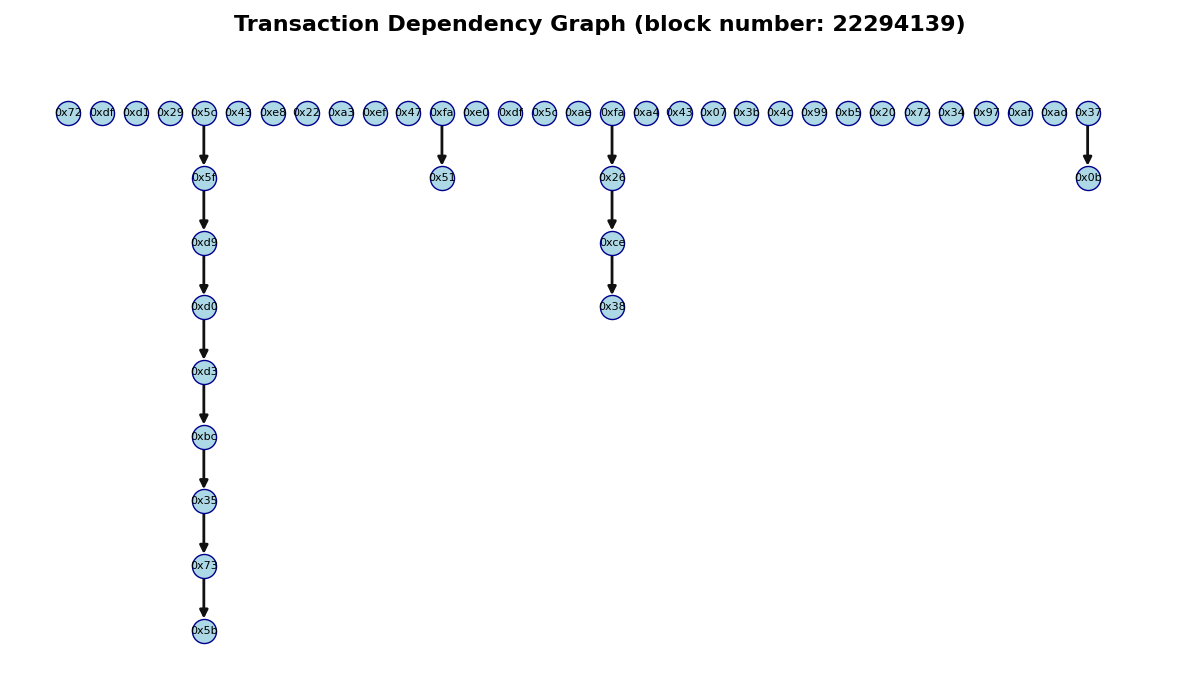 Transaction Dependency Graph (block number: 22294139)
0x72 0xdf 0xd1 0x29 0x5c 0x43 0xe8 0x22 0xa3 0xef 0x47 0xfa 0xe0 0xdf 0x5c 0xae 0xfa 0xa4 0x43 0x07 0x3b 0x4c 0x99 0xb5 0x20 0x72 0x34 0x97 0xaf 0xad 0x37
0x5f 0x51 0x26 0x0b
0xd9 0xce
0xd0 0x38
0xd3
0xbc
0x35
0x73
0x5b